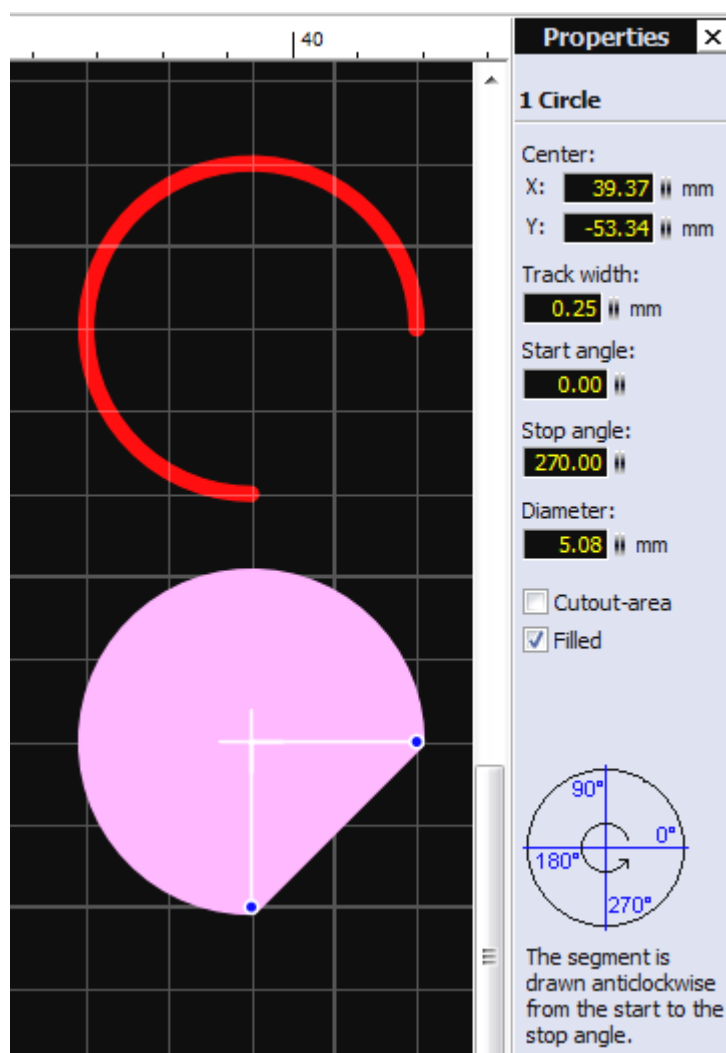 40
Properties
1 Circle
Center:
X: 39.37 mm
Y: -53.34 mm
Track width:
0.25 mm
Start angle:
0.00
Stop angle:
270.00
Diameter:
5.08 mm
Cutout-area
Filled
90°
0°
180°
270°
The segment is
drawn anticlockwise
from the start to the
stop angle.